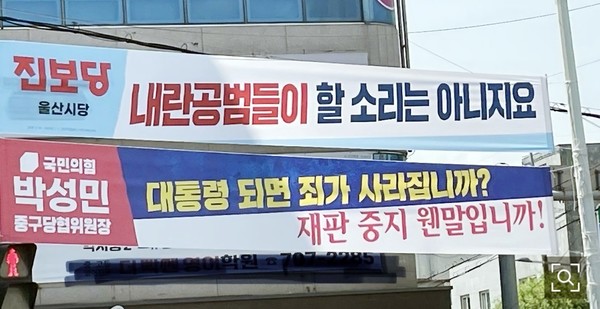 진보당
울산시당
내란공범들이 할 소리는 아니지요
국민의힘
박성민
중구당협위원장
대통령 되면 죄가 사라집니까?
재판 중지 웬말입니까!